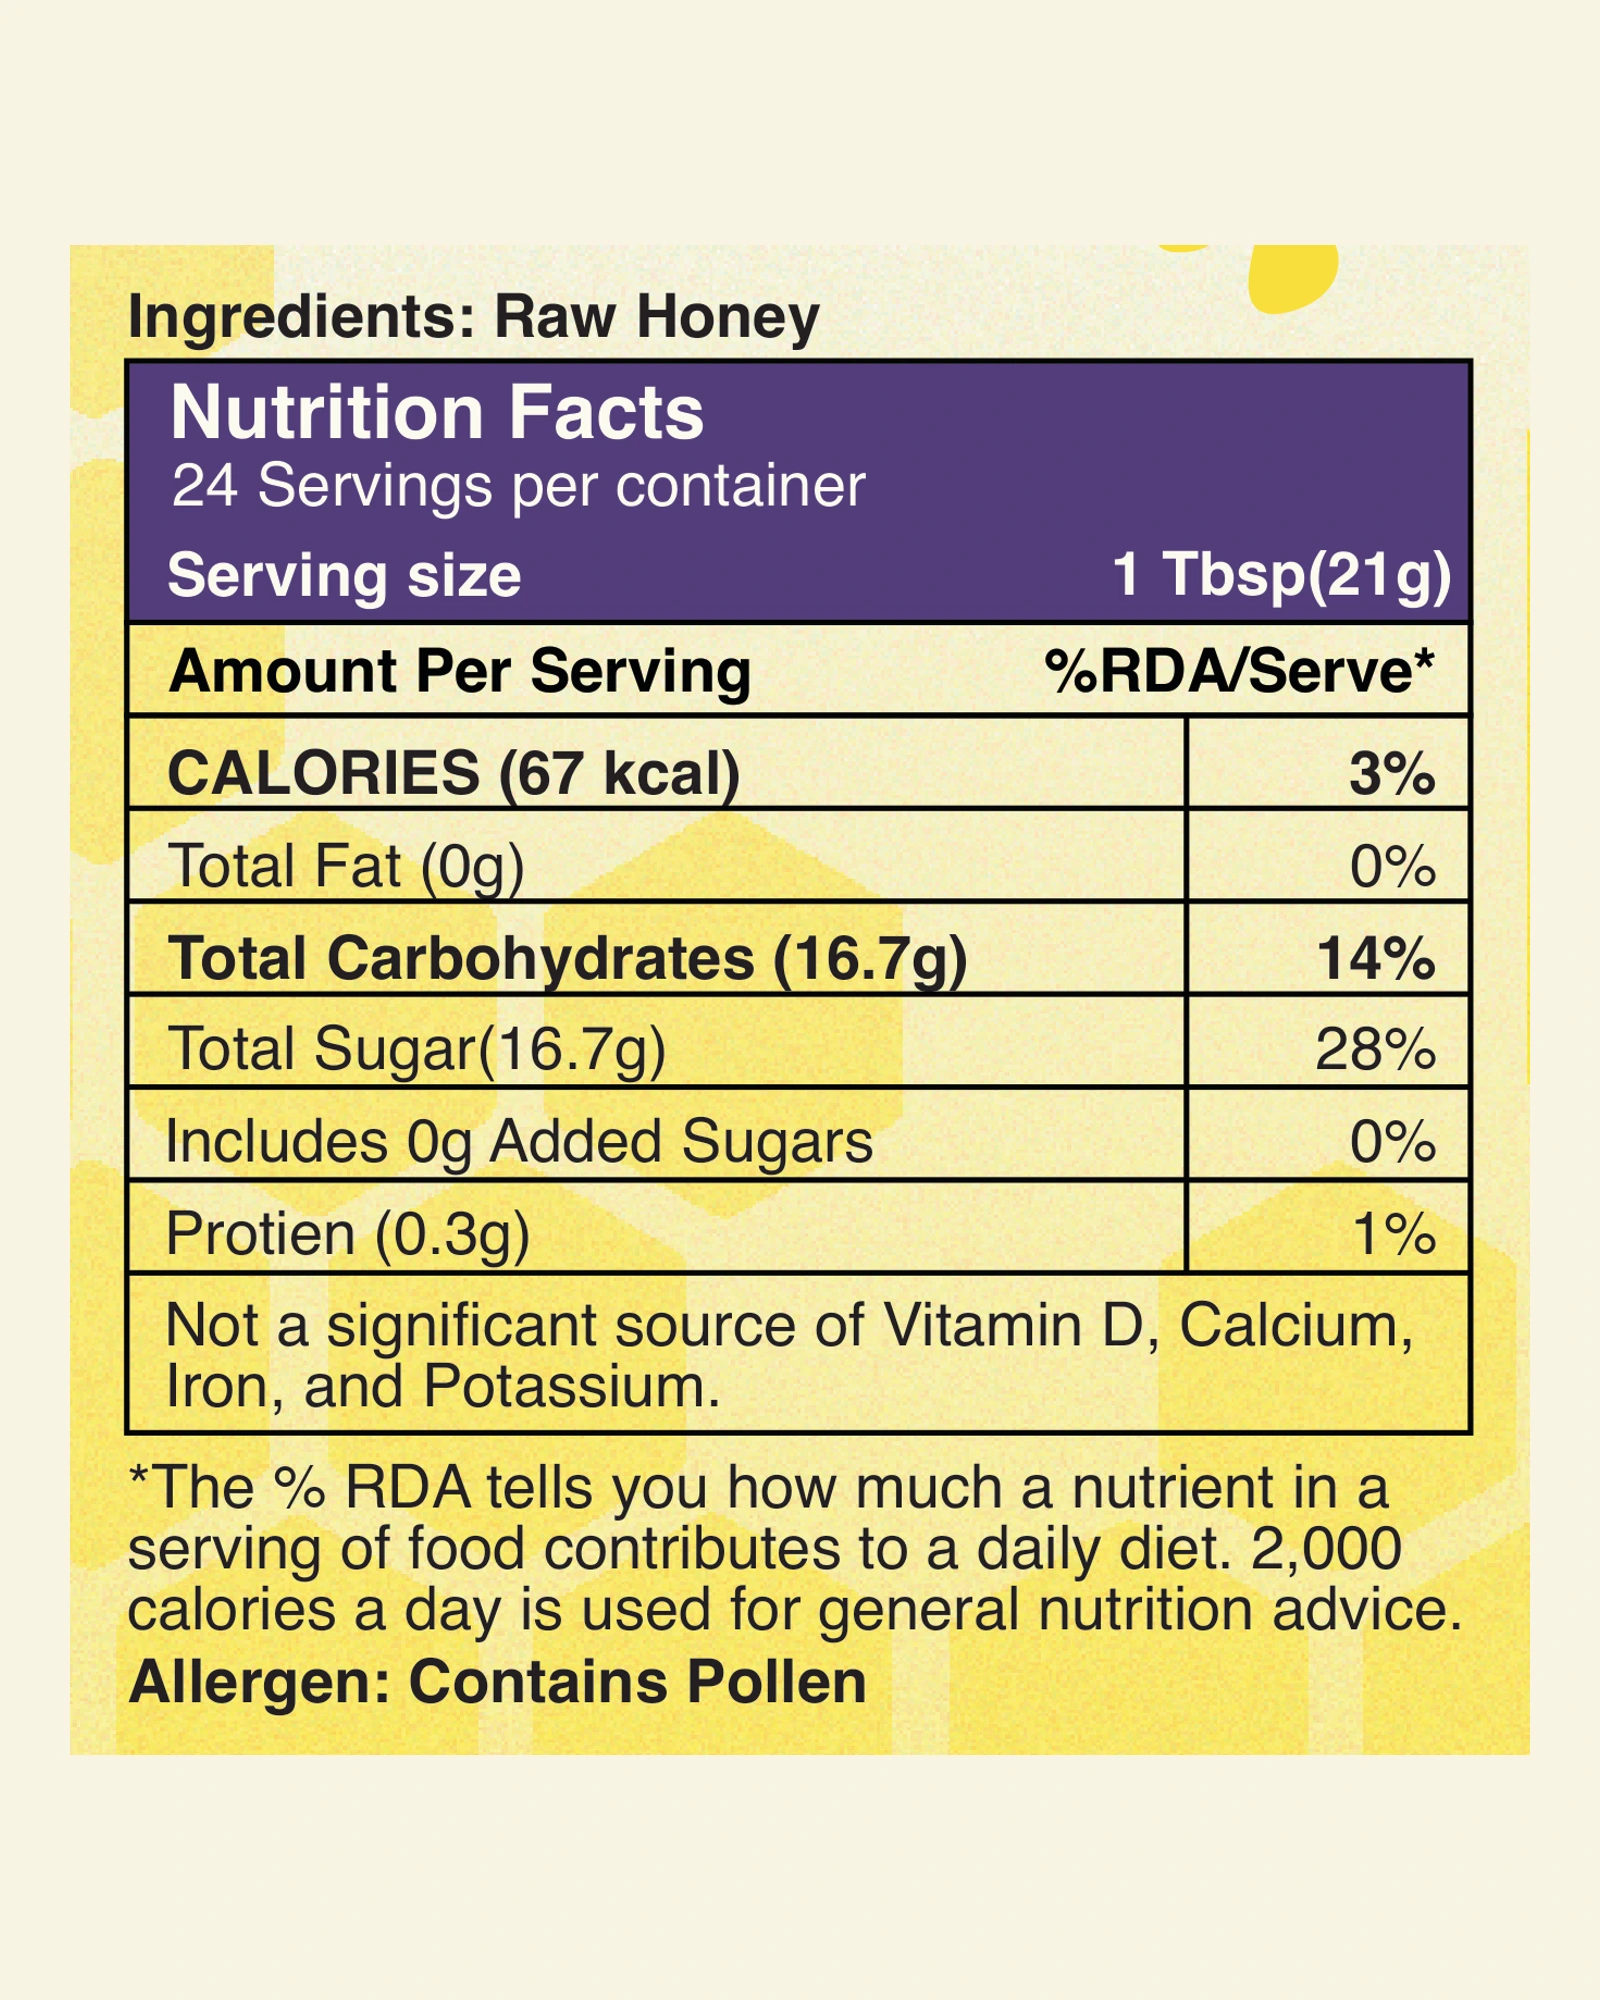 Ingredients: Raw Honey
Nutrition Facts
24 Servings per container
Serving size 1 Tbsp(21g)
Amount Per Serving %RDA/Serve*
CALORIES (67 kcal) 3%
Total Fat (0g) 0%
Total Carbohydrates (16.7g) 14%
Total Sugar(16.7g) 28%
Includes 0g Added Sugars 0%
Protien (0.3g) 1%
Not a significant source of Vitamin D, Calcium,
Iron, and Potassium.
*The % RDA tells you how much a nutrient in a
serving of food contributes to a daily diet. 2,000
calories a day is used for general nutrition advice.
Allergen: Contains Pollen